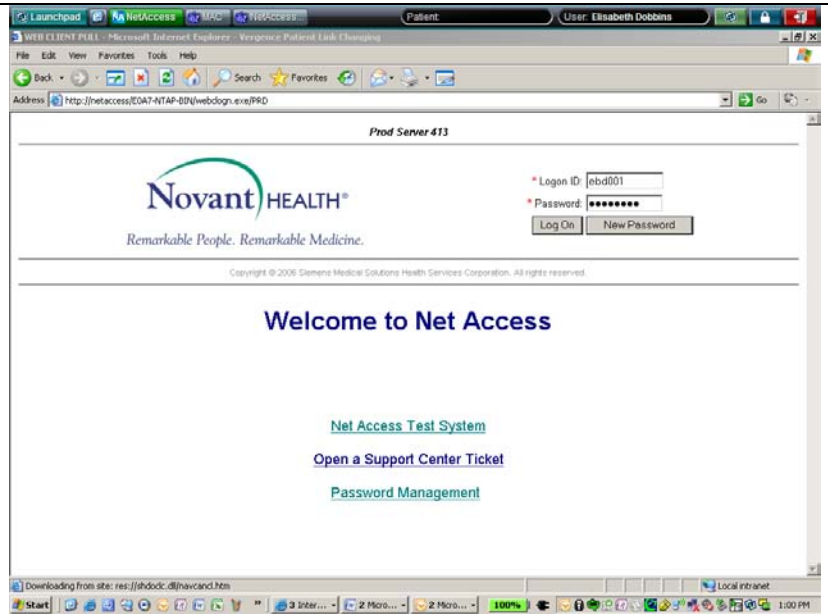 Launchpad NetAccess MAC NetAccess... Patient: User: Elisabeth Dobbins
WEB CLIENT PULL - Microsoft Internet Explorer - Vergence Patient Link Changing
File Edit View Favorites Tools Help
Back Search Favorites
Address http://netaccess/E0A7-NTAP-BIN/weblogn.exe/PRD Go
Prod Server 413
Novant HEALTH®
Remarkable People. Remarkable Medicine.
* Logon ID: ebd001
* Password: ●●●●●●●●
Log On New Password
Copyright © 2006 Siemens Medical Solutions Health Services Corporation. All rights reserved.
Welcome to Net Access
Net Access Test System
Open a Support Center Ticket
Password Management
Downloading from site: res://shdoclc.dll/navcancl.htm Local intranet
Start 3 Inter... 2 Micro... 2 Micro... 100% 1:00 PM